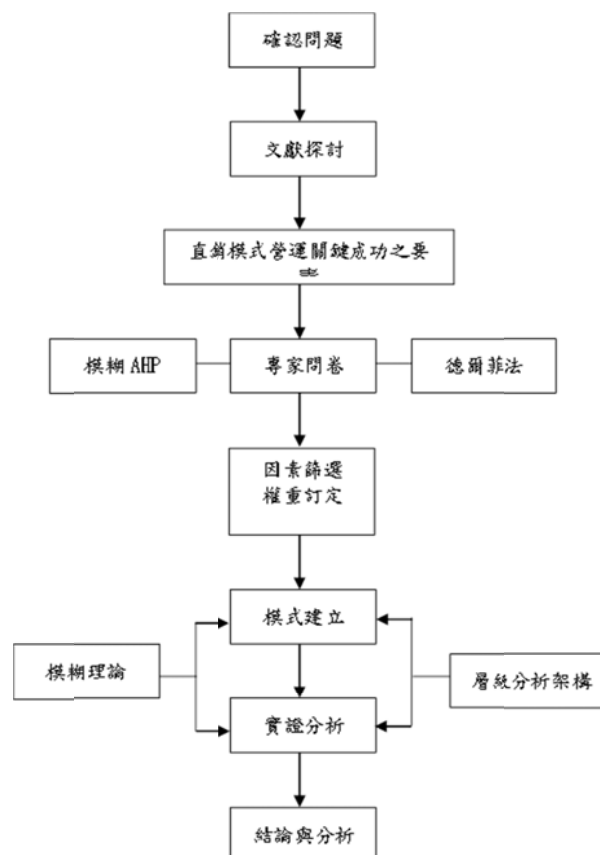 確認問題
文獻探討
直銷模式營運關鍵成功之要
模糊 AHP
專家問卷
德爾菲法
因素篩選
權重訂定
模式建立
模糊理論
層級分析架構
實證分析
結論與分析